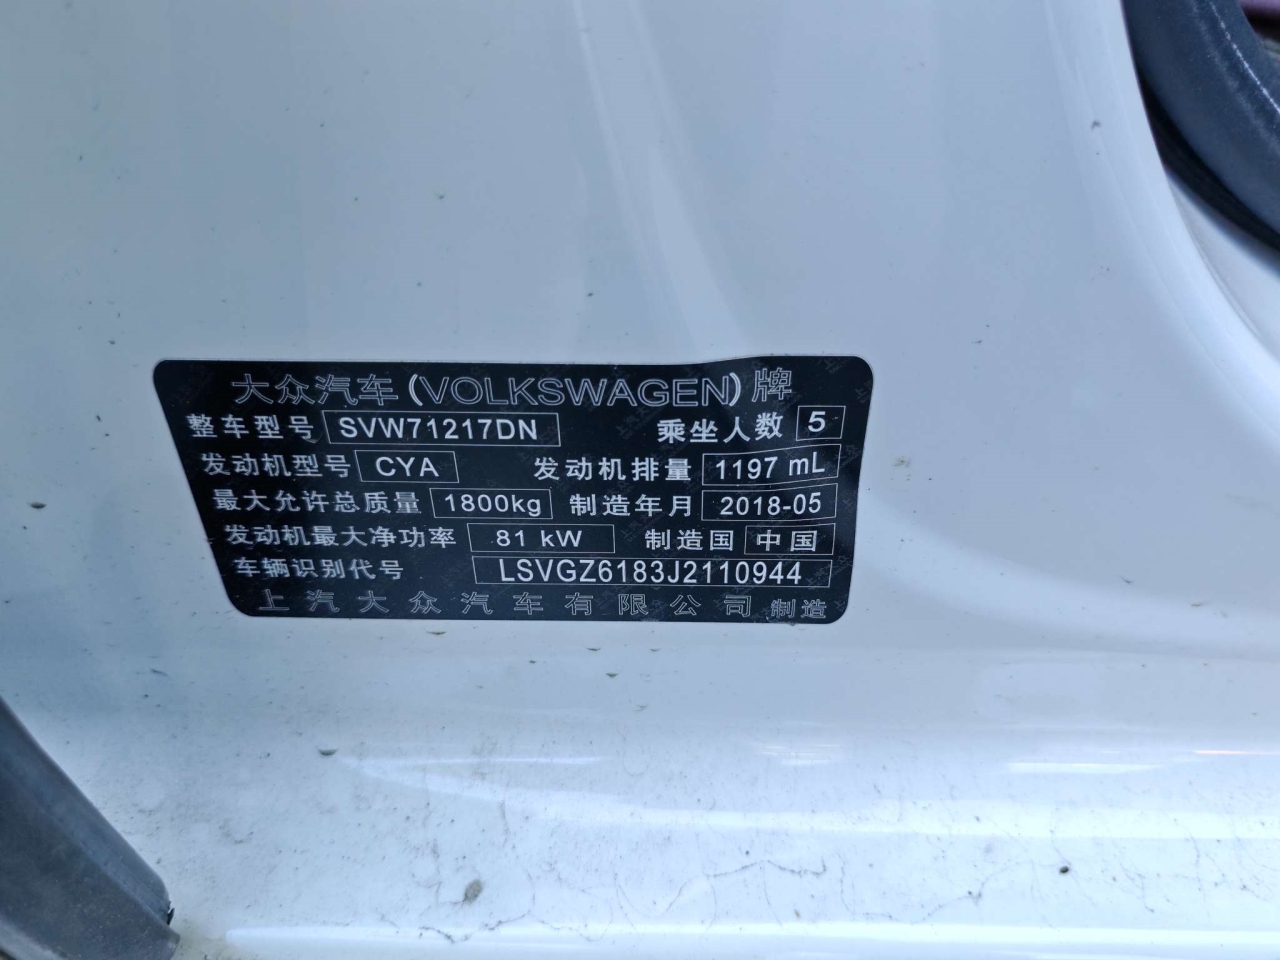 大众汽车(VOLKSWAGEN)牌
整车型号 SVW71217DN 乘坐人数 5
发动机型号 CYA 发动机排量 1197 mL
最大允许总质量 1800kg 制造年月 2018-05
发动机最大净功率 81 kW 制造国 中国
车辆识别代号 LSVGZ6183J2110944
上汽大众汽车有限公司 制造